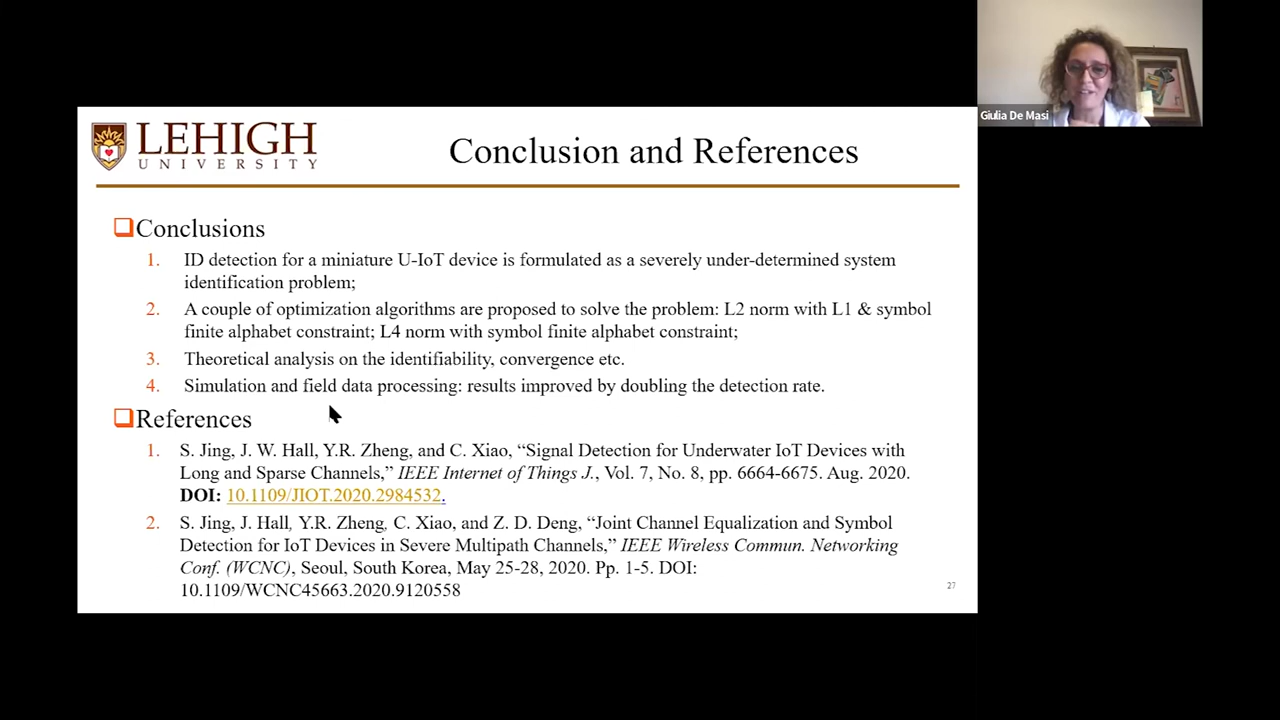 LEHIGH
UNIVERSITY
Conclusion and References
Giulia De Masi
❑Conclusions
1. ID detection for a miniature U-IoT device is formulated as a severely under-determined system
identification problem;
2. A couple of optimization algorithms are proposed to solve the problem: L2 norm with L1 & symbol
finite alphabet constraint; L4 norm with symbol finite alphabet constraint;
3. Theoretical analysis on the identifiability, convergence etc.
4. Simulation and field data processing: results improved by doubling the detection rate.
❑References
1. S. Jing, J. W. Hall, Y.R. Zheng, and C. Xiao, “Signal Detection for Underwater IoT Devices with
Long and Sparse Channels,” IEEE Internet of Things J., Vol. 7, No. 8, pp. 6664-6675. Aug. 2020.
DOI: 10.1109/JIOT.2020.2984532.
2. S. Jing, J. Hall, Y.R. Zheng, C. Xiao, and Z. D. Deng, “Joint Channel Equalization and Symbol
Detection for IoT Devices in Severe Multipath Channels,” IEEE Wireless Commun. Networking
Conf. (WCNC), Seoul, South Korea, May 25-28, 2020. Pp. 1-5. DOI:
10.1109/WCNC45663.2020.9120558
27